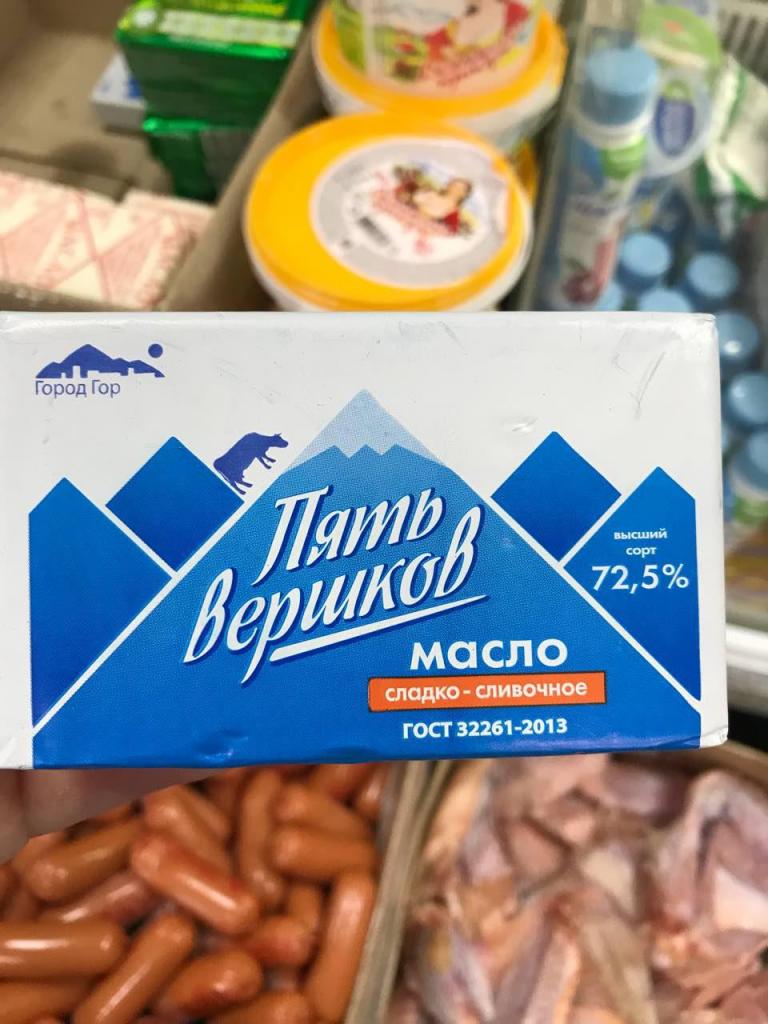 Город Гор
Пять
вершков
высший
сорт
72,5%
масло
сладко-сливочное
ГОСТ 32261-2013